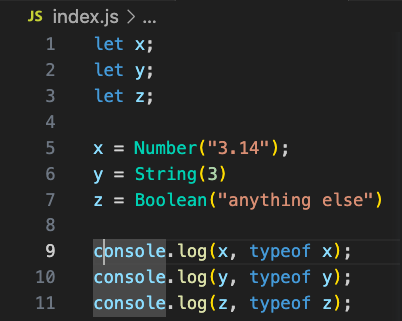 JS index.js > ...
1 let x;
2 let y;
3 let z;
4
5 x = Number("3.14");
6 y = String(3)
7 z = Boolean("anything else")
8
9 console.log(x, typeof x);
10 console.log(y, typeof y);
11 console.log(z, typeof z);